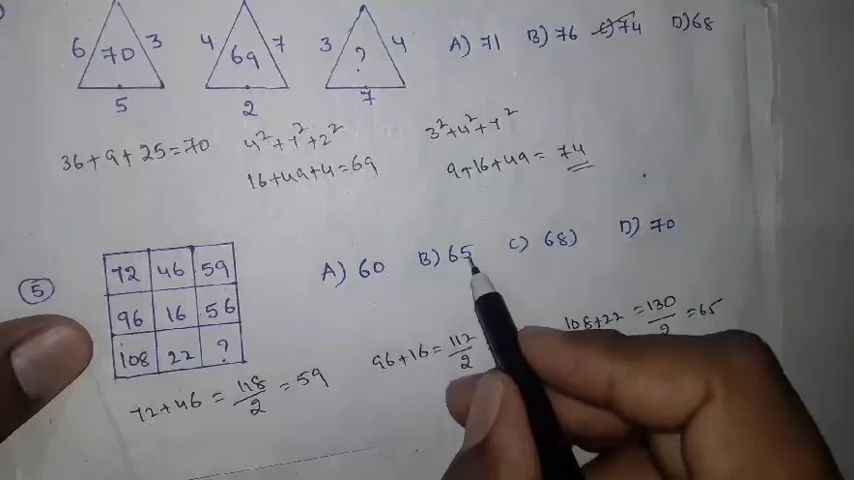 6 70 3 4 69 7 3 ? 4 A) 71 B) 76 C) 74 D) 68
5 2 7
36+9+25=70 4²+7²+2² 3²+4²+7²
16+49+4=69 9+16+49= 74
5 72 46 59 A) 60 B) 65 C) 68) D) 70
96 16 56
108 22 ?
72+46 = 118/2 = 59 96+16= 112/2 108+22 = 130/2 = 65